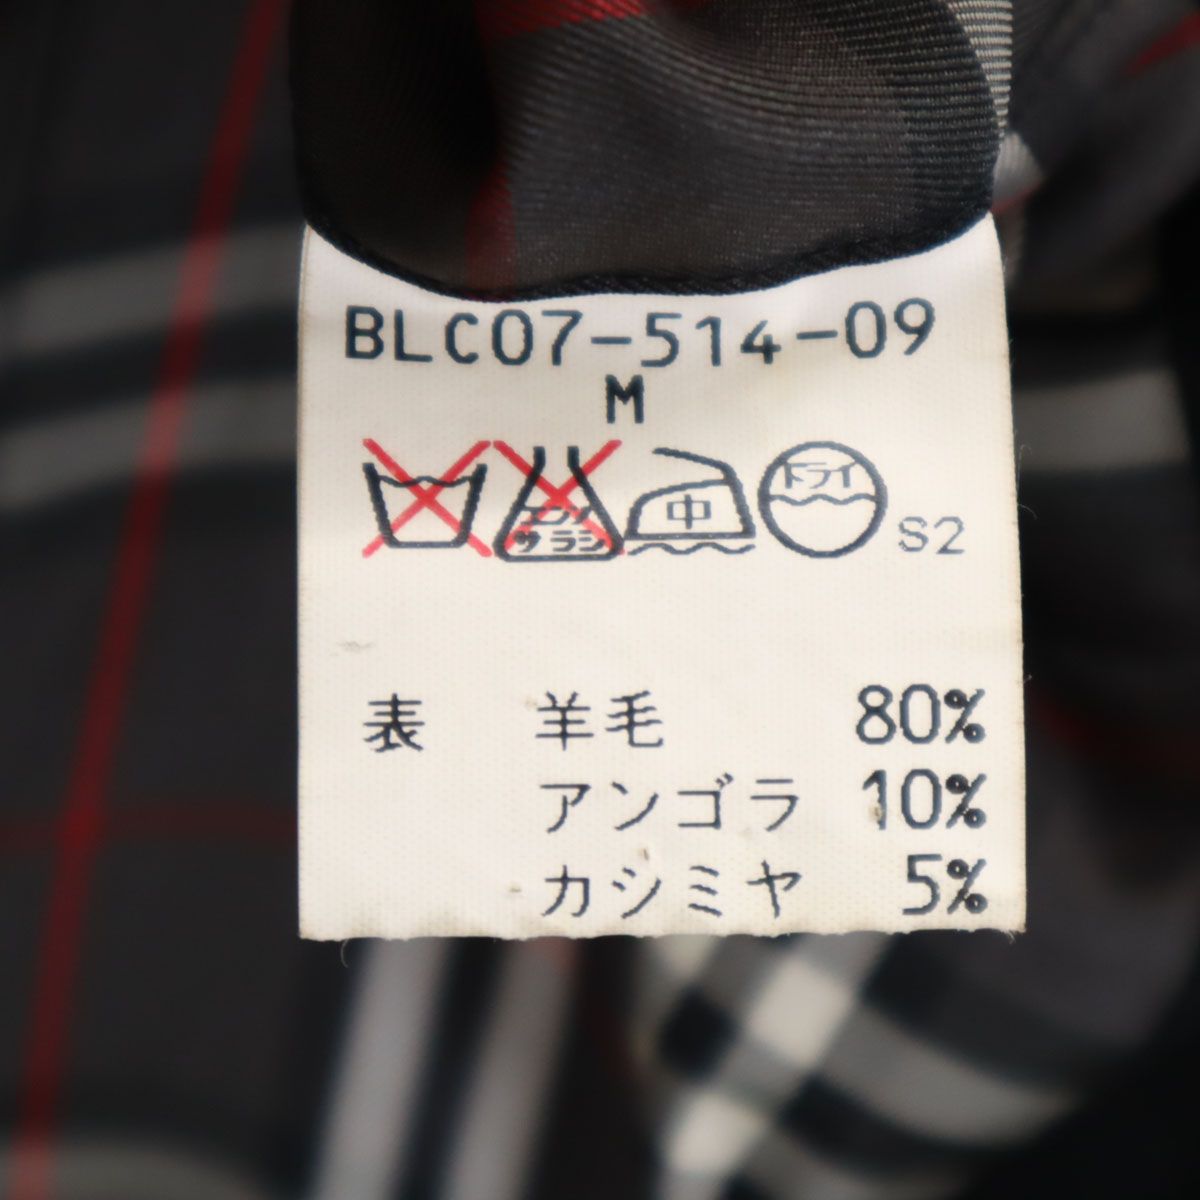 BLC07-514-09
M
エンソ
サラシ
中
ドライ
S2
表 羊毛 80%
アンゴラ 10%
カシミヤ 5%